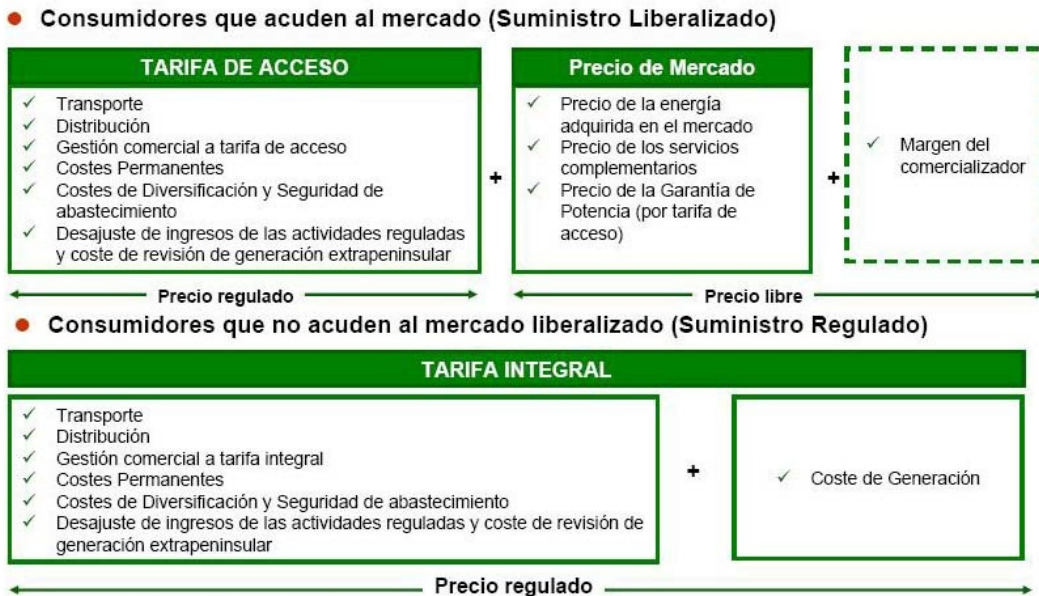 Consumidores que acuden al mercado (Suministro Liberalizado)
TARIFA DE ACCESO
✓ Transporte
✓ Distribución
✓ Gestión comercial a tarifa de acceso
✓ Costes Permanentes
✓ Costes de Diversificación y Seguridad de
abastecimiento
✓ Desajuste de ingresos de las actividades reguladas
y coste de revisión de generación extrapeninsular
+
Precio de Mercado
✓ Precio de la energía
adquirida en el mercado
✓ Precio de los servicios
complementarios
✓ Precio de la Garantía de
Potencia (por tarifa de
acceso)
+
✓ Margen del
comercializador
Precio regulado
Precio libre
Consumidores que no acuden al mercado liberalizado (Suministro Regulado)
TARIFA INTEGRAL
✓ Transporte
✓ Distribución
✓ Gestión comercial a tarifa integral
✓ Costes Permanentes
✓ Costes de Diversificación y Seguridad de abastecimiento
✓ Desajuste de ingresos de las actividades reguladas y coste de revisión de
generación extrapeninsular
+
✓ Coste de Generación
Precio regulado